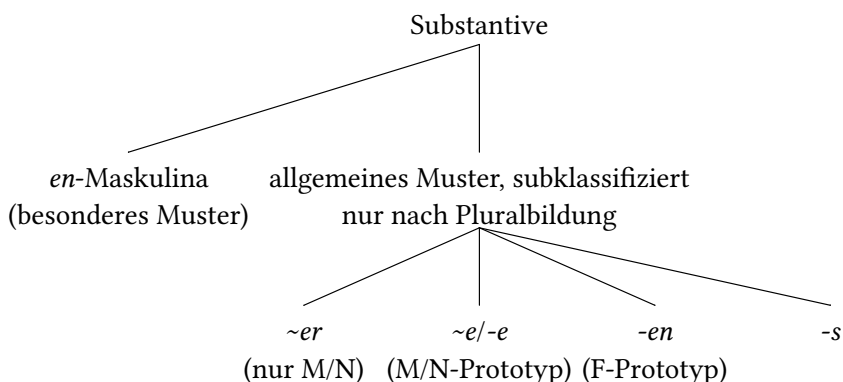 Substantive
en-Maskulina allgemeines Muster, subklassifiziert
(besonderes Muster) nur nach Pluralbildung
~er ~e/-e -en -s
(nur M/N) (M/N-Prototyp) (F-Prototyp)